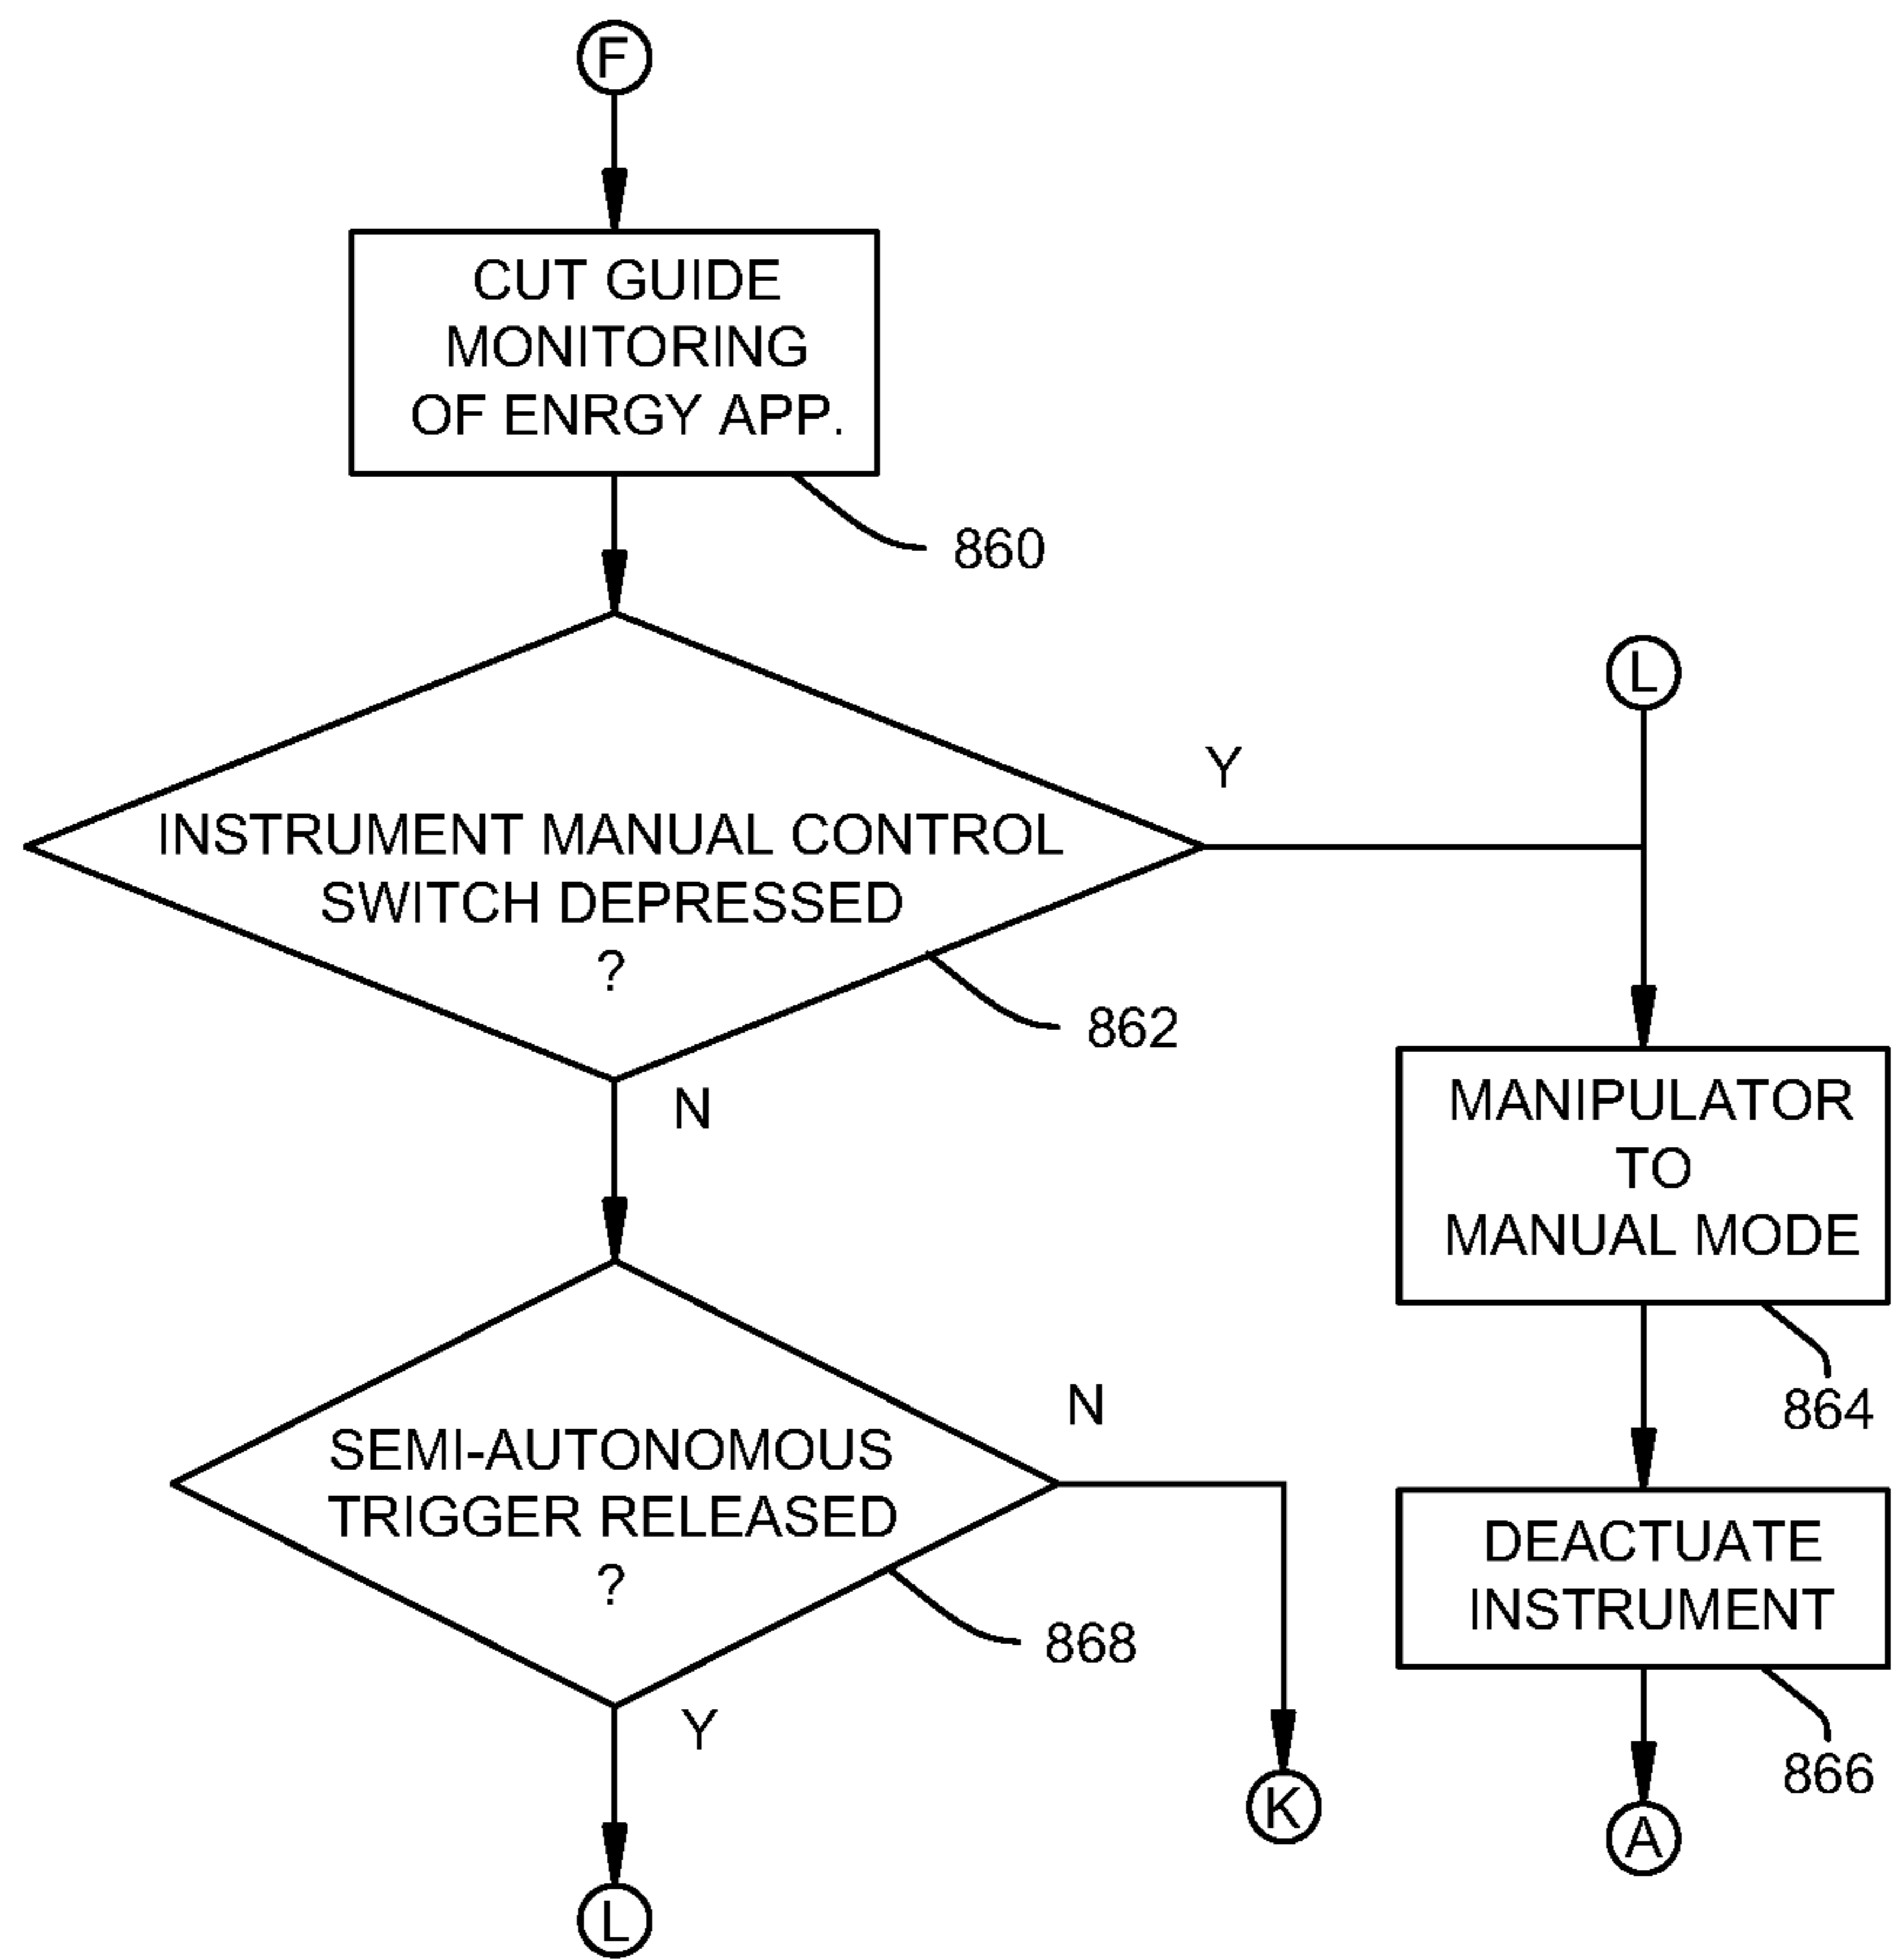 F
CUT GUIDE
MONITORING
OF ENRGY APP.
860
INSTRUMENT MANUAL CONTROL
SWITCH DEPRESSED
?
862
Y
N
L
MANIPULATOR
TO
MANUAL MODE
864
DEACTUATE
INSTRUMENT
866
A
SEMI-AUTONOMOUS
TRIGGER RELEASED
?
868
N
K
Y
L